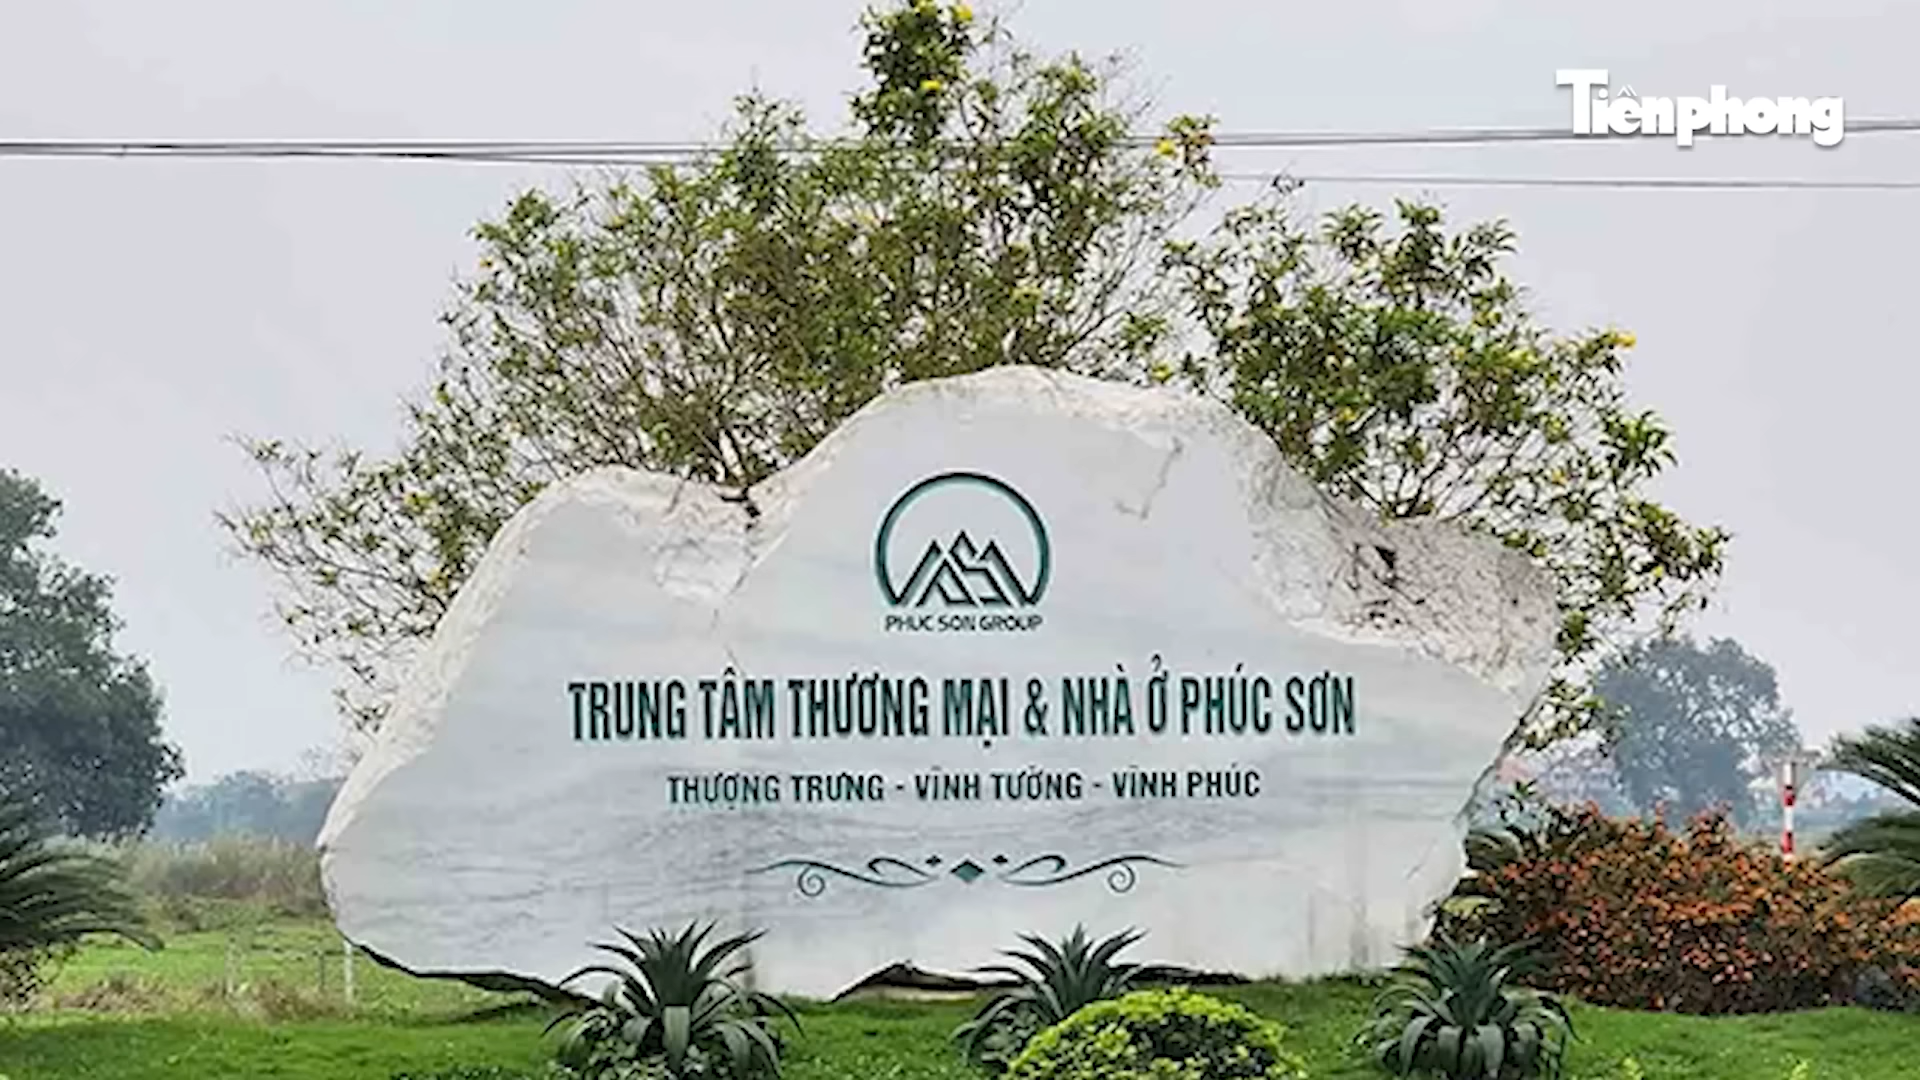 Tiềnphong
PHUC SON GROUP
TRUNG TÂM THƯƠNG MẠI & NHÀ Ở PHÚC SƠN
THƯỢNG TRƯNG - VĨNH TƯỜNG - VĨNH PHÚC